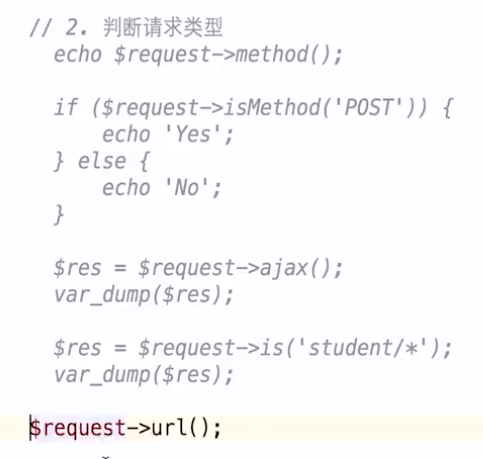 // 2. 判断请求类型
echo $request->method();
if ($request->isMethod('POST')) {
echo 'Yes';
} else {
echo 'No';
}
$res = $request->ajax();
var_dump($res);
$res = $request->is('student/*');
var_dump($res);
$request->url();